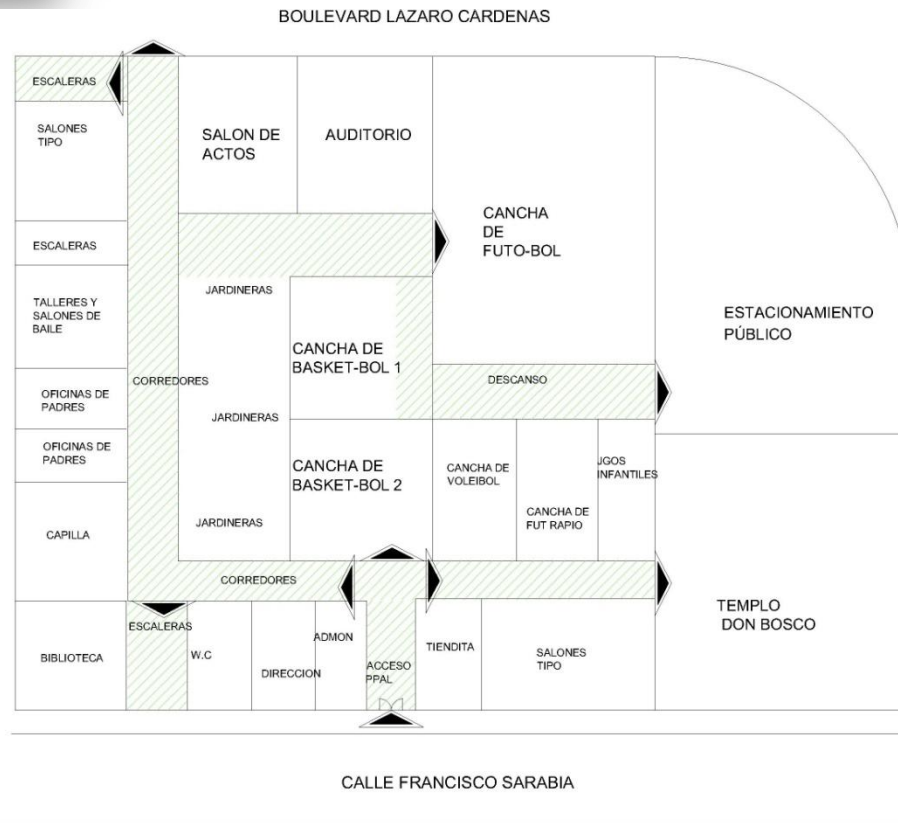 BOULEVARD LAZARO CARDENAS
ESCALERAS
SALONES
TIPO
SALON DE
ACTOS
AUDITORIO
CANCHA
DE
FUTO-BOL
ESCALERAS
JARDINERAS
TALLERES Y
SALONES DE
BAILE
ESTACIONAMIENTO
PÚBLICO
CANCHA DE
BASKET-BOL 1
CORREDORES
DESCANSO
OFICINAS DE
PADRES
JARDINERAS
OFICINAS DE
PADRES
CANCHA DE
BASKET-BOL 2
CANCHA DE
VOLEIBOL
JGOS
INFANTILES
CANCHA DE
FUT RAPIO
JARDINERAS
CAPILLA
CORREDORES
TEMPLO
DON BOSCO
ESCALERAS
ADMON
BIBLIOTECA
W.C
DIRECCION
ACCESO
PPAL
TIENDITA
SALONES
TIPO
CALLE FRANCISCO SARABIA